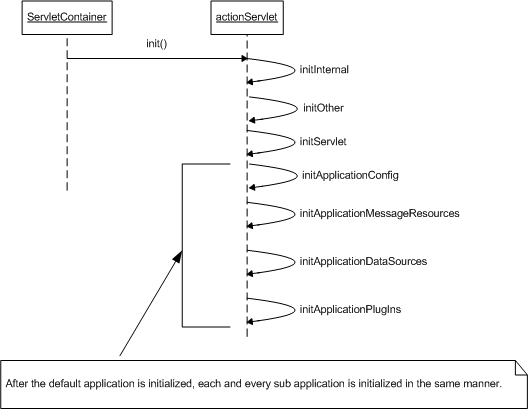 ServletContainer
actionServlet
init()
initInternal
initOther
initServlet
initApplicationConfig
initApplicationMessageResources
initApplicationDataSources
initApplicationPlugIns
After the default application is initialized, each and every sub application is initialized in the same manner.